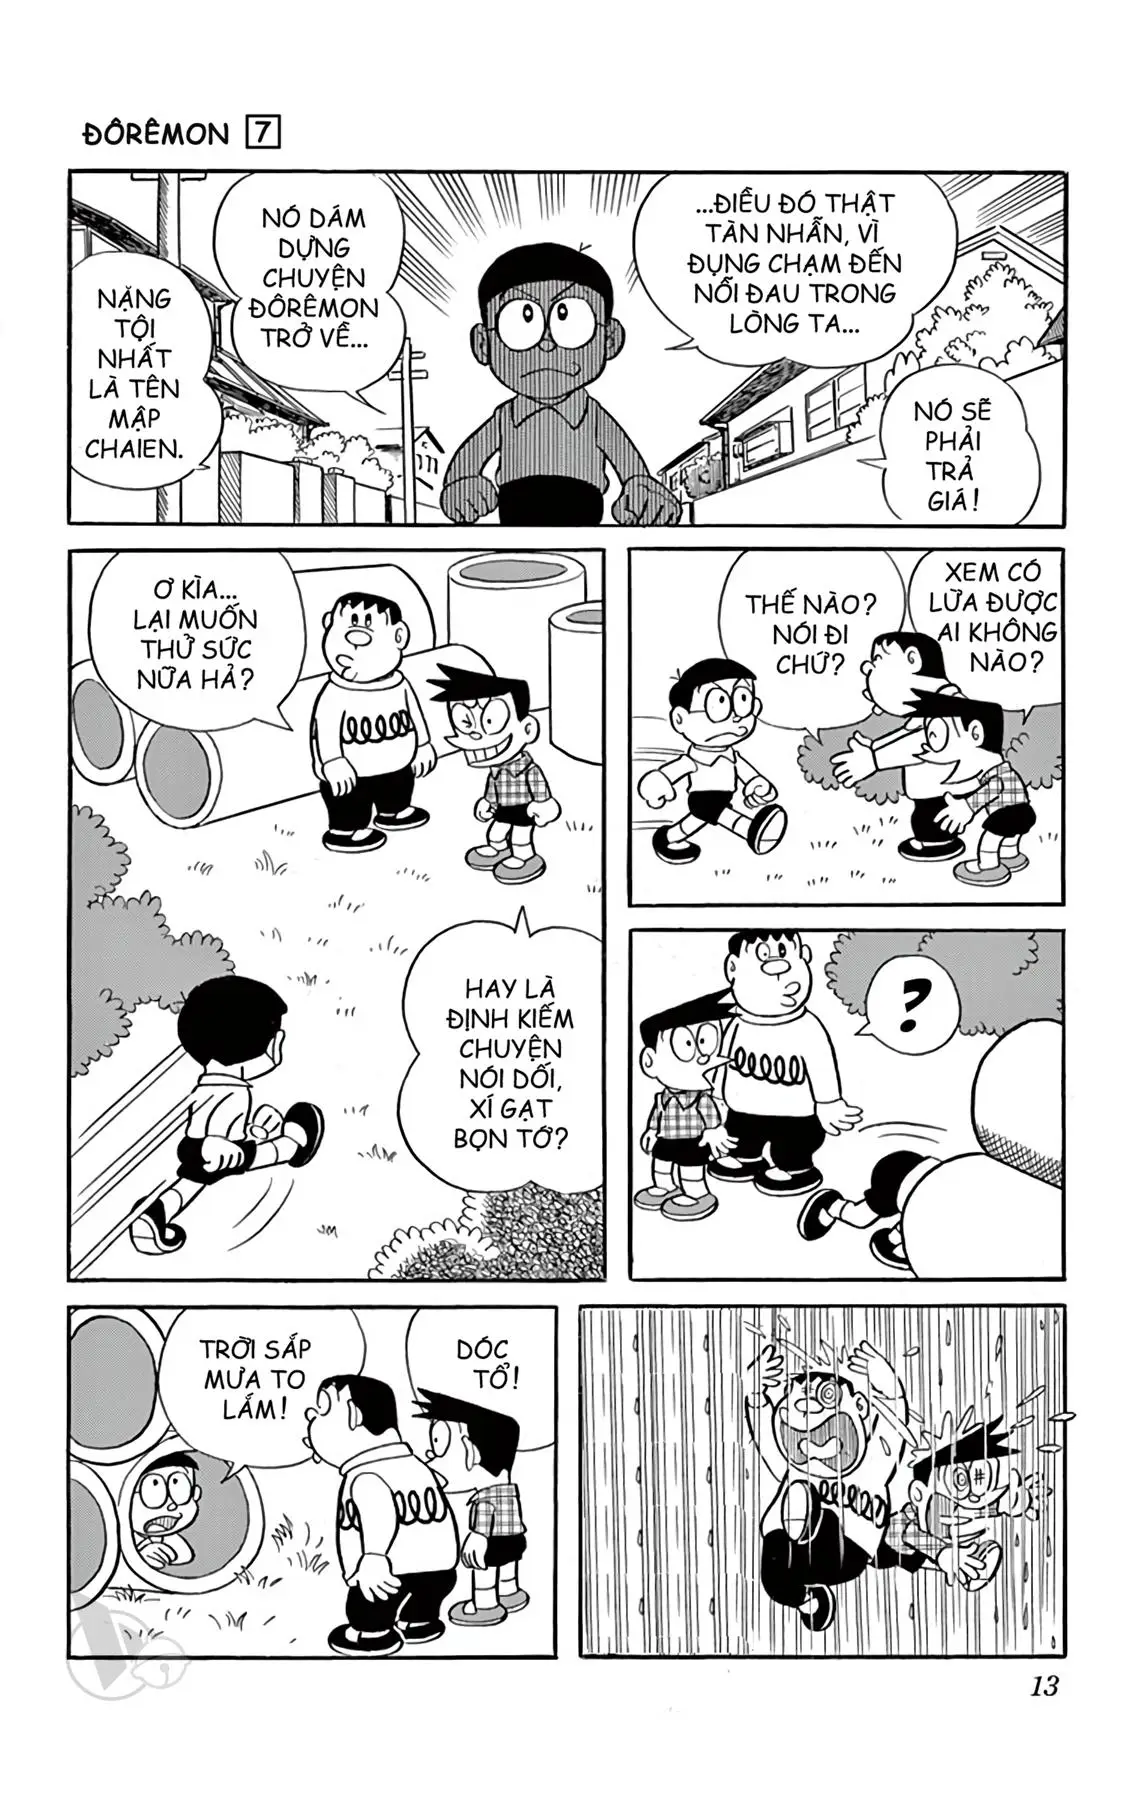 ĐÔRÊMON 7
NẶNG
TỘI
NHẤT
LÀ TÊN
MẬP
CHAIEN.
NÓ DÁM
DỰNG
CHUYỆN
ĐÔRÊMON
TRỞ VỀ...
...ĐIỀU ĐÓ THẬT
TÀN NHẪN, VÌ
ĐỤNG CHẠM ĐẾN
NỖI ĐAU TRONG
LÒNG TA...
NÓ SẼ
PHẢI
TRẢ
GIÁ!
Ơ KÌA...
LẠI MUỐN
THỬ SỨC
NỮA HẢ?
HAY LÀ
ĐỊNH KIẾM
CHUYỆN
NÓI DỐI,
XÍ GẠT
BỌN TỚ?
THẾ NÀO?
NÓI ĐI
CHỨ?
XEM CÓ
LỪA ĐƯỢC
AI KHÔNG
NÀO?
?
TRỜI SẮP
MƯA TO
LẮM!
DÓC
TỔ!
13